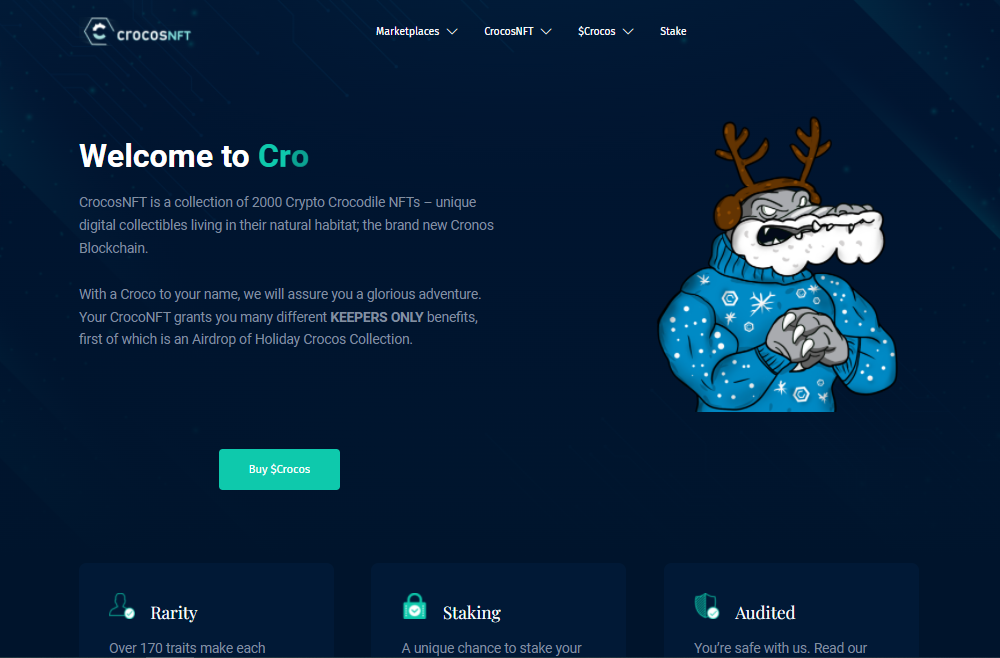 CROCOSNFT
Marketplaces
CrocosNFT
$Crocos
Stake
Welcome to Cro
CrocosNFT is a collection of 2000 Crypto Crocodile NFTs – unique
digital collectibles living in their natural habitat; the brand new Cronos
Blockchain.
With a Croco to your name, we will assure you a glorious adventure.
Your CrocoNFT grants you many different KEEPERS ONLY benefits,
first of which is an Airdrop of Holiday Crocos Collection.
Buy $Crocos
Rarity
Over 170 traits make each
Staking
A unique chance to stake your
Audited
You're safe with us. Read our